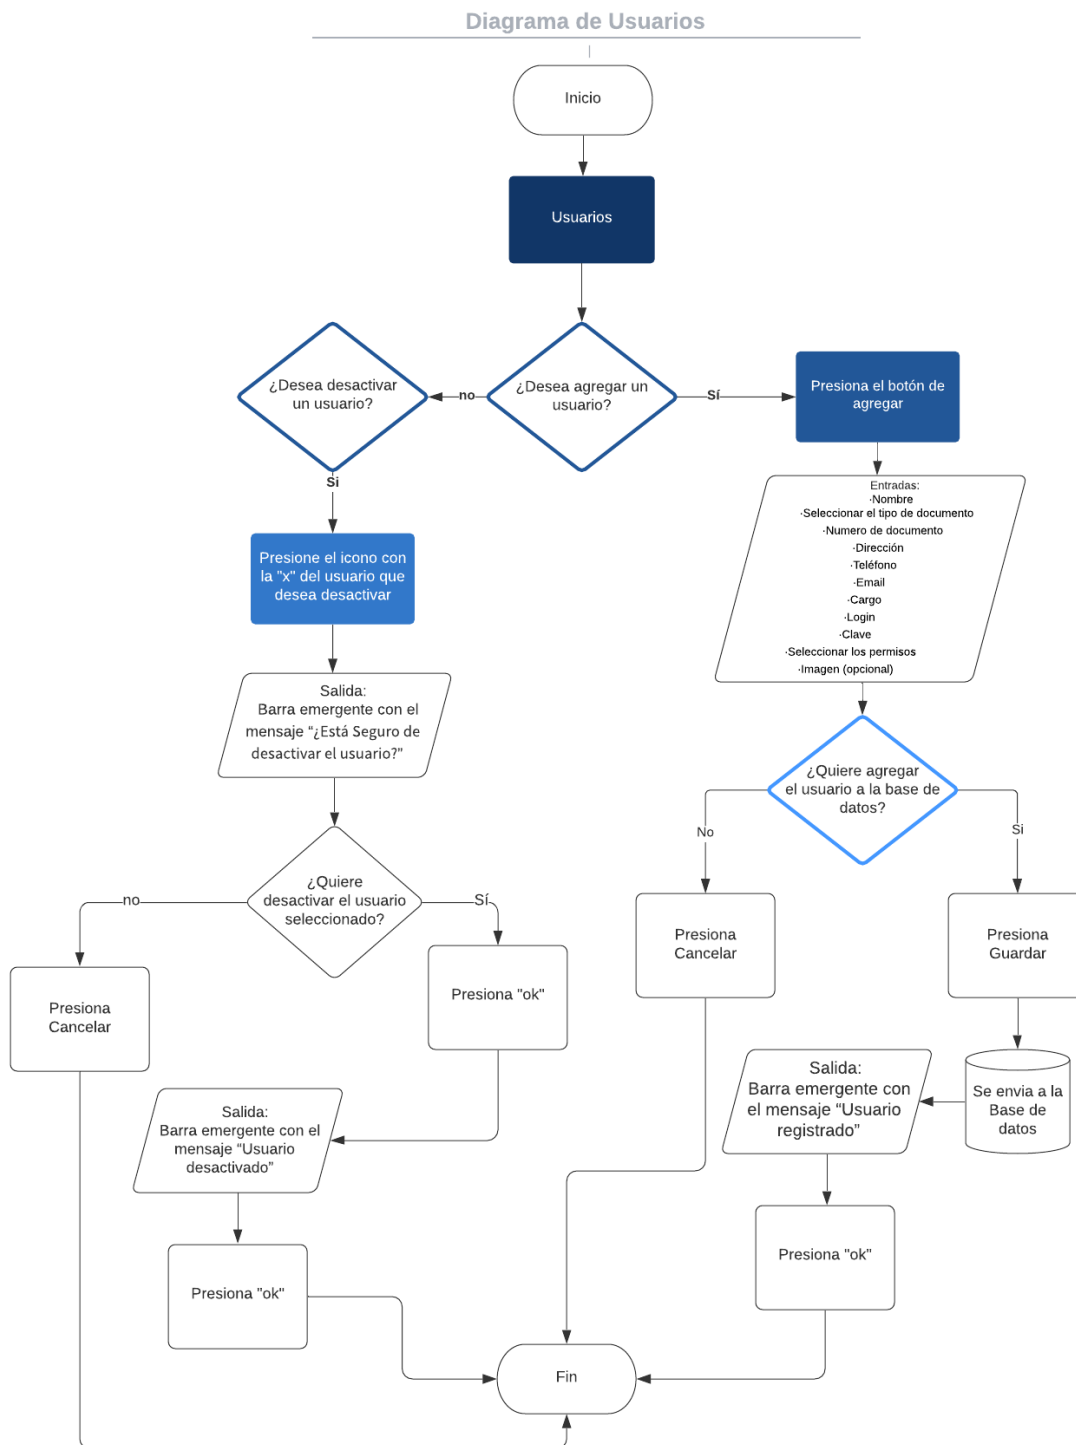 Diagrama de Usuarios
Inicio
Usuarios
¿Desea desactivar
un usuario?
no
¿Desea agregar un
usuario?
Sí
Presiona el botón de
agregar
Si
Entradas:
·Nombre
·Seleccionar el tipo de documento
·Numero de documento
·Dirección
·Teléfono
·Email
·Cargo
·Login
·Clave
·Seleccionar los permisos
·Imagen (opcional)
Presione el icono con
la "x" del usuario que
desea desactivar
Salida:
Barra emergente con el
mensaje “¿Está Seguro de
desactivar el usuario?”
¿Quiere agregar
el usuario a la base de
datos?
No
Si
¿Quiere
desactivar el usuario
seleccionado?
no
Sí
Presiona
Cancelar
Presiona
Guardar
Presiona "ok"
Presiona
Cancelar
Salida:
Barra emergente con
el mensaje “Usuario
registrado”
Se envia a la
Base de
datos
Salida:
Barra emergente con el
mensaje “Usuario
desactivado”
Presiona "ok"
Presiona "ok"
Fin